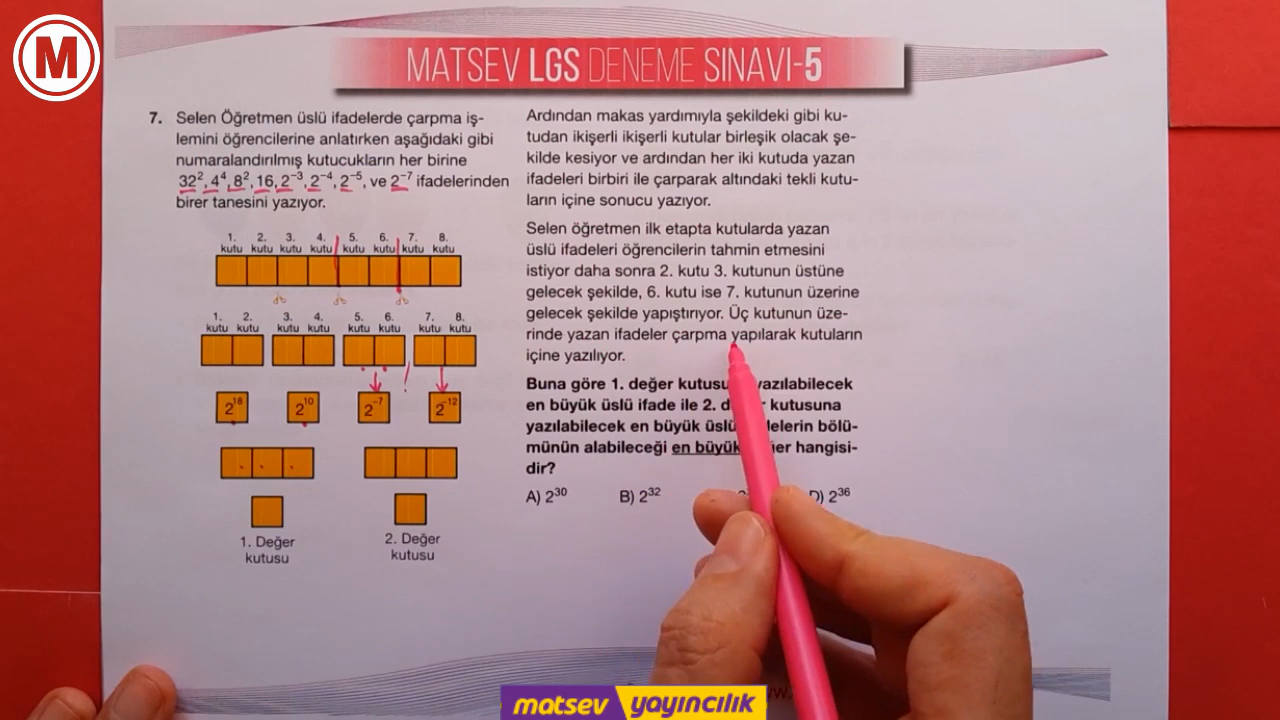 M
MATSEV LGS DENEME SINAVI-5
7. Selen Öğretmen üslü ifadelerde çarpma iş-
lemini öğrencilerine anlatırken aşağıdaki gibi
numaralandırılmış kutucukların her birine
32², 4⁴, 8², 16, 2⁻³, 2⁻⁴, 2⁻⁵, ve 2⁻⁷ ifadelerinden
birer tanesini yazıyor.
1. 2. 3. 4. 5. 6. 7. 8.
kutu kutu kutu kutu kutu kutu kutu kutu
1. 2. 3. 4. 5. 6. 7. 8.
kutu kutu kutu kutu kutu kutu kutu kutu
2¹⁸ 2¹⁰ 2⁻⁷ 2⁻¹²
1. Değer
kutusu
2. Değer
kutusu
Ardından makas yardımıyla şekildeki gibi ku-
tudan ikişerli ikişerli kutular birleşik olacak şe-
kilde kesiyor ve ardından her iki kutuda yazan
ifadeleri birbiri ile çarparak altındaki tekli kutu-
ların içine sonucu yazıyor.
Selen öğretmen ilk etapta kutularda yazan
üslü ifadeleri öğrencilerin tahmin etmesini
istiyor daha sonra 2. kutu 3. kutunun üstüne
gelecek şekilde, 6. kutu ise 7. kutunun üzerine
gelecek şekilde yapıştırıyor. Üç kutunun üze-
rinde yazan ifadeler çarpma yapılarak kutuların
içine yazılıyor.
Buna göre 1. değer kutusu yazılabilecek
en büyük üslü ifade ile 2. kutusuna
yazılabilecek en büyük üslü bölü-
münün alabileceği en büyük hangisi-
dir?
A) 2³⁰ B) 2³² D) 2³⁶
matsev yayıncılık